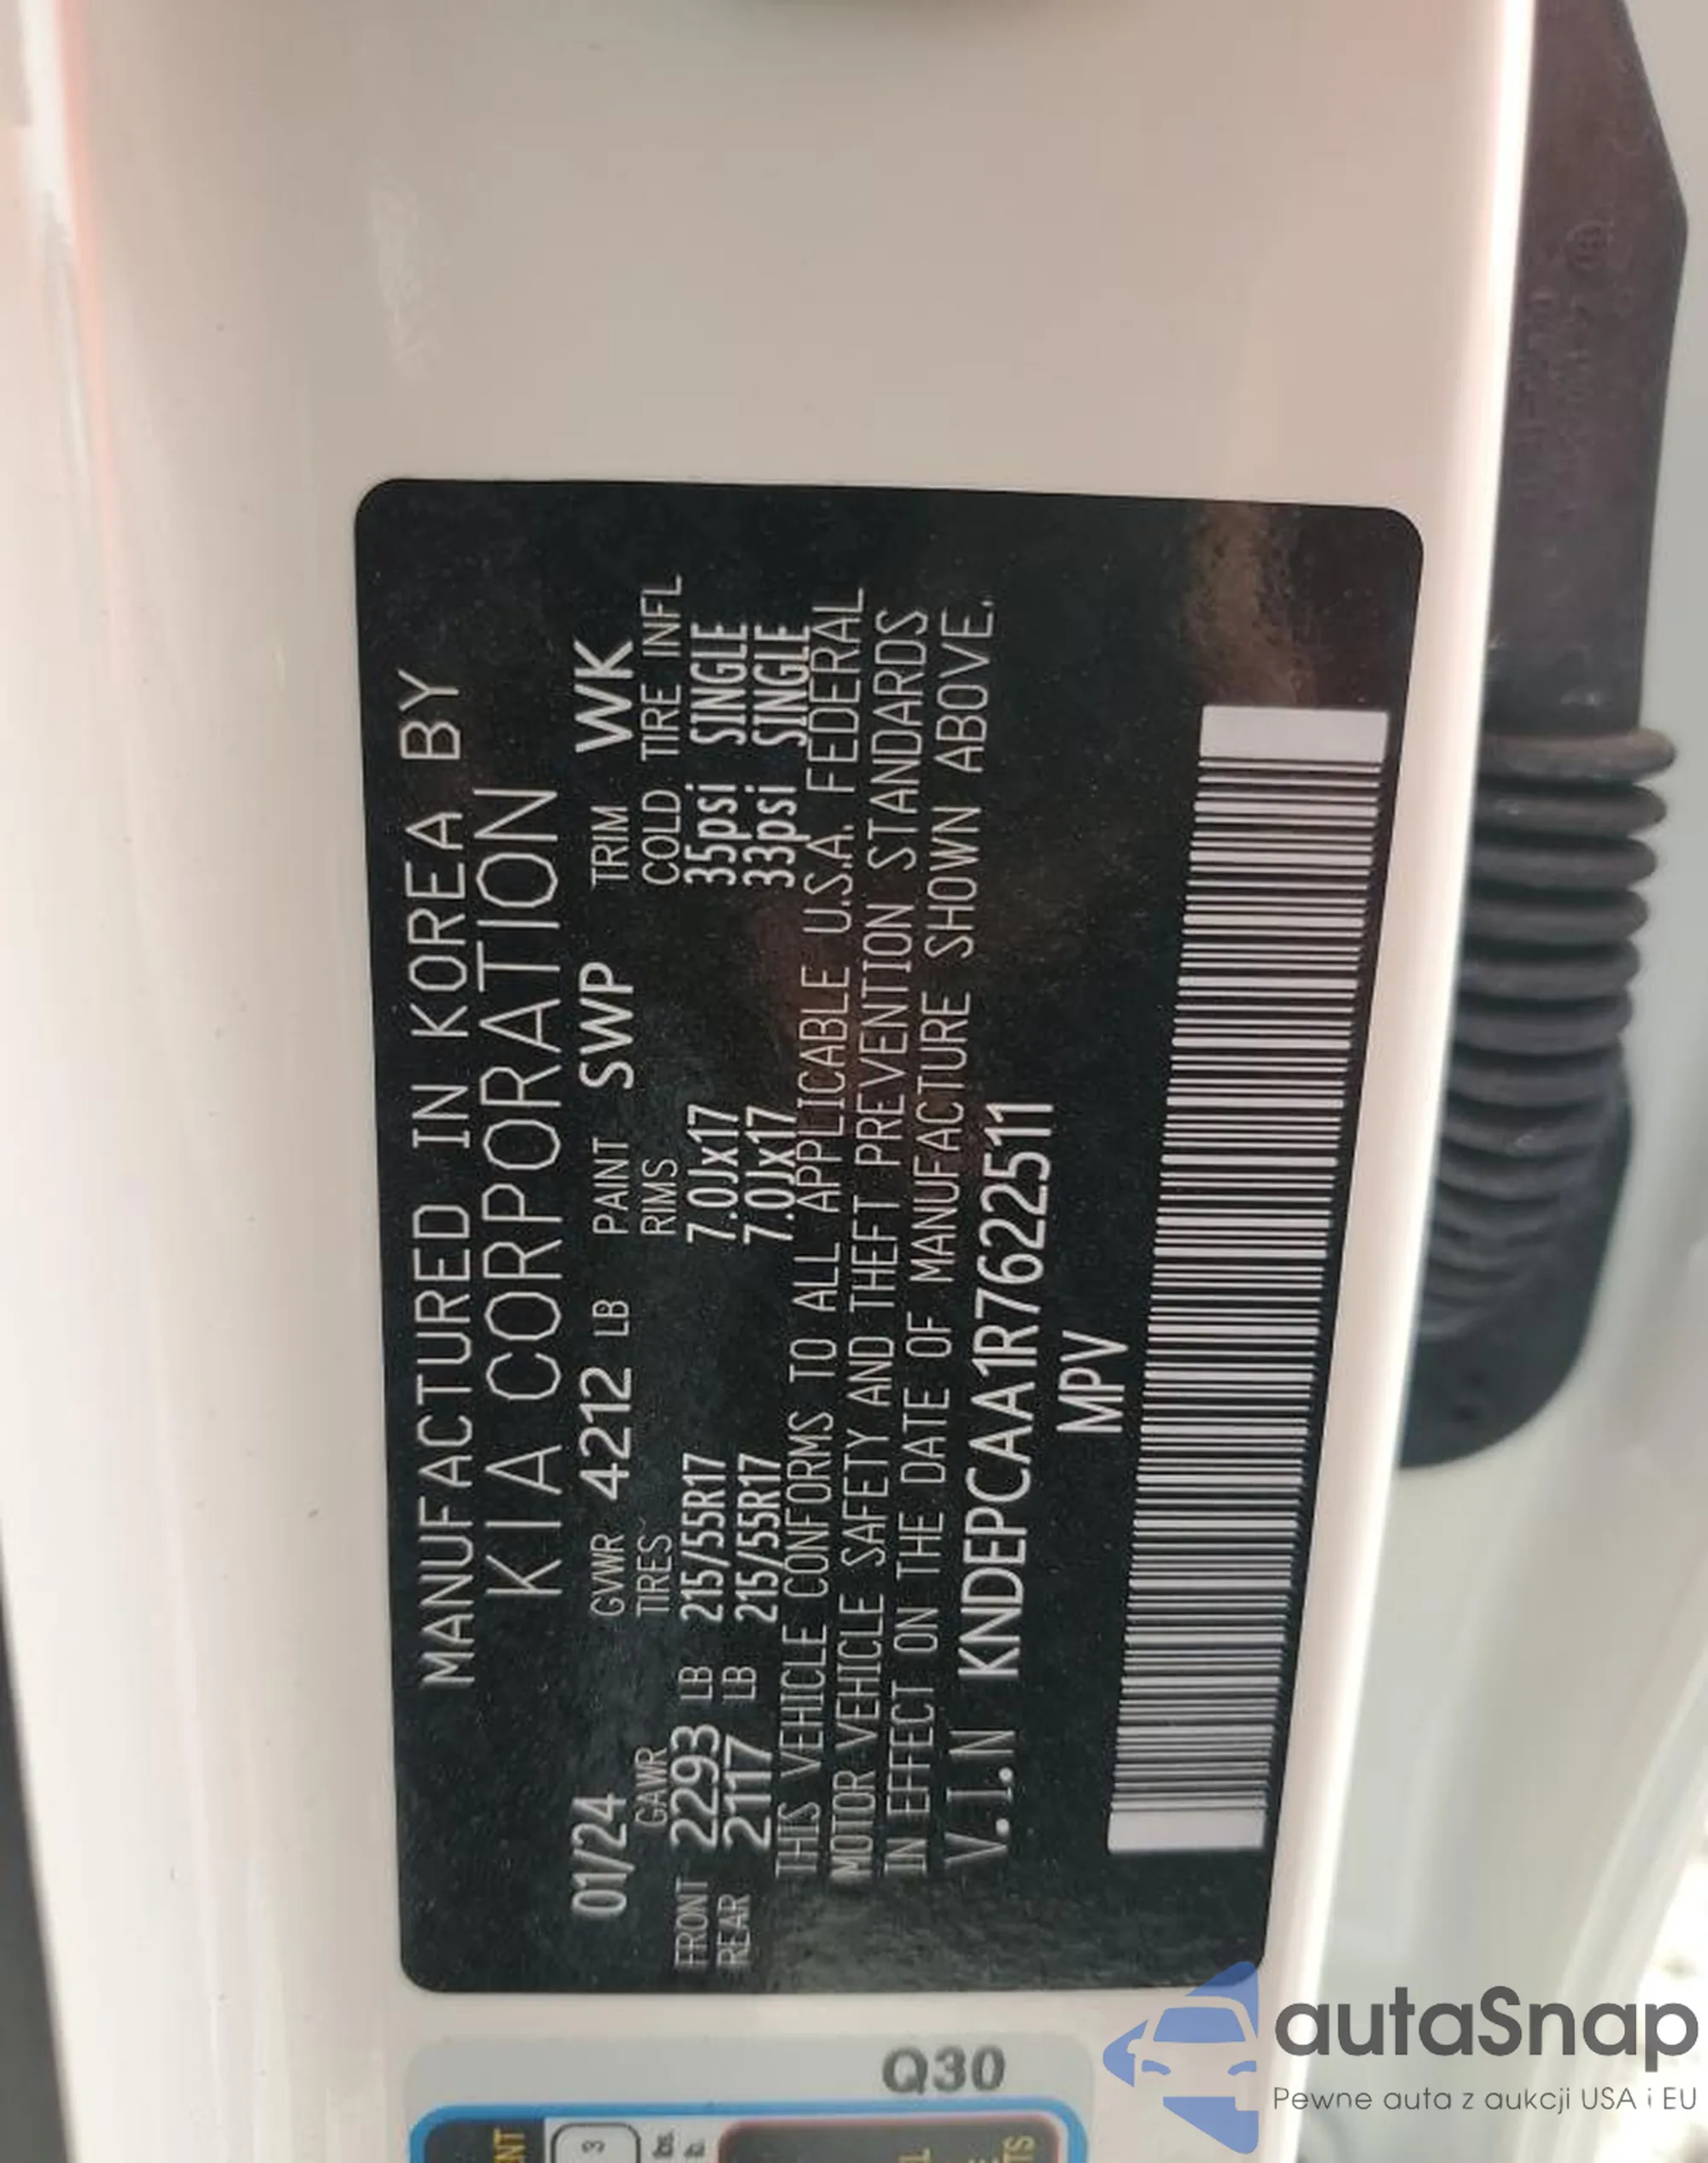 MANUFACTURED IN KOREA BY
KIA CORPORATION
01/24 GVWR 4212 LB PAINT SWP TRIM WK
GAWR TIRES RIMS COLD TIRE INFL
FRONT 2293 LB 215/55R17 7.0Jx17 35psi SINGLE
REAR 2117 LB 215/55R17 7.0Jx17 33psi SINGLE
THIS VEHICLE CONFORMS TO ALL APPLICABLE U.S.A. FEDERAL
MOTOR VEHICLE SAFETY AND THEFT PREVENTION STANDARDS
IN EFFECT ON THE DATE OF MANUFACTURE SHOWN ABOVE.
V.I.N KNDEPCAA1R7622511
MPV
Q30
3
autaSnap
Pewne auta z aukcji USA i EU